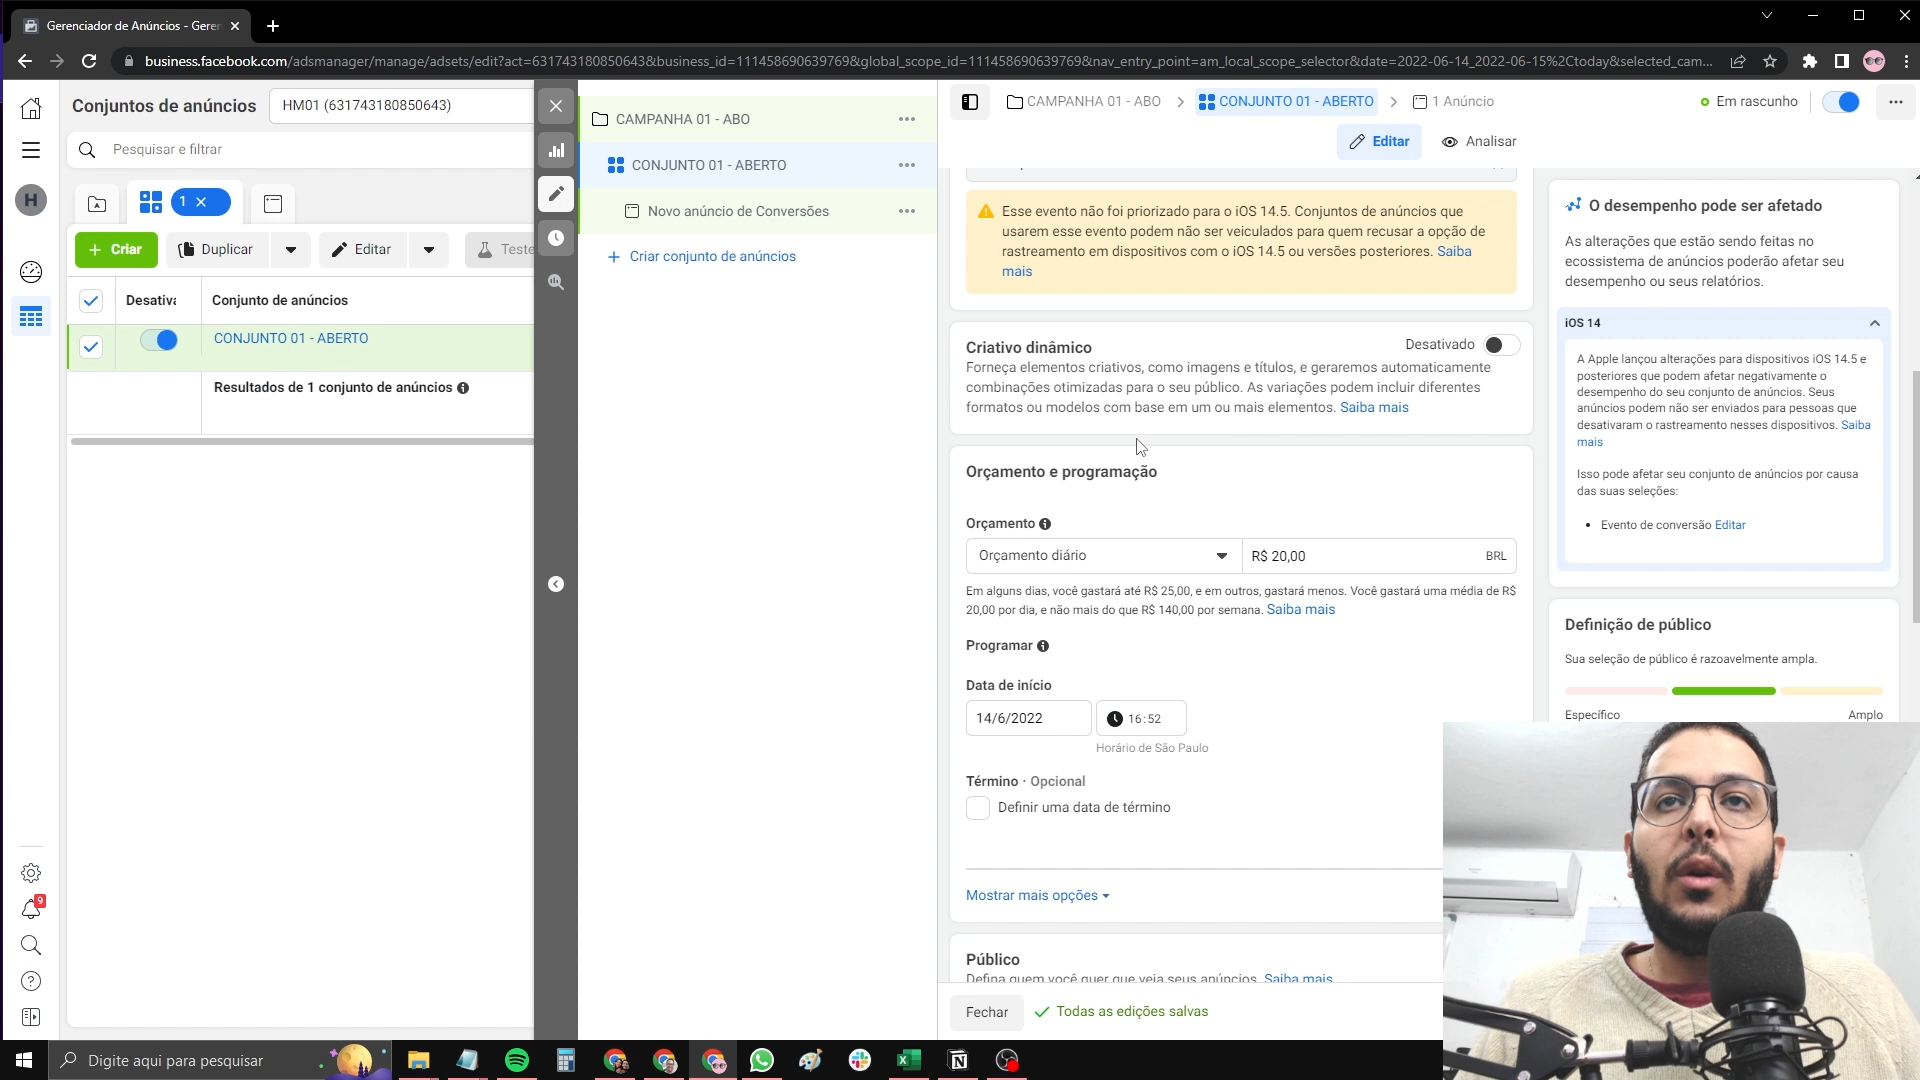 Gerenciador de Anúncios - Geren
business.facebook.com/adsmanager/manage/adsets/edit?act=631743180850643&business_id=111458690639769&global_scope_id=111458690639769&nav_entry_point=am_local_scope_selector&date=2022-06-14_2022-06-15%2Ctoday&selected_cam...
Conjuntos de anúncios
HM01 (631743180850643)
Pesquisar e filtrar
H
1
Criar
Duplicar
Editar
Teste
Desativa
Conjunto de anúncios
CONJUNTO 01 - ABERTO
Resultados de 1 conjunto de anúncios
9
CAMPANHA 01 - ABO
CONJUNTO 01 - ABERTO
Novo anúncio de Conversões
Criar conjunto de anúncios
CAMPANHA 01 - ABO
CONJUNTO 01 - ABERTO
1 Anúncio
Em rascunho
Editar
Analisar
Esse evento não foi priorizado para o iOS 14.5. Conjuntos de anúncios que
usarem esse evento podem não ser veiculados para quem recusar a opção de
rastreamento em dispositivos com o iOS 14.5 ou versões posteriores. Saiba
mais
Criativo dinâmico
Desativado
Forneça elementos criativos, como imagens e títulos, e geraremos automaticamente
combinações otimizadas para o seu público. As variações podem incluir diferentes
formatos ou modelos com base em um ou mais elementos. Saiba mais
Orçamento e programação
Orçamento
Orçamento diário
R$ 20,00
BRL
Em alguns dias, você gastará até R$ 25,00, e em outros, gastará menos. Você gastará uma média de R$
20,00 por dia, e não mais do que R$ 140,00 por semana. Saiba mais
Programar
Data de início
14/6/2022
16:52
Horário de São Paulo
Término · Opcional
Definir uma data de término
Mostrar mais opções
Público
Defina quem você quer que veja seus anúncios. Saiba mais
Fechar
Todas as edições salvas
O desempenho pode ser afetado
As alterações que estão sendo feitas no
ecossistema de anúncios poderão afetar seu
desempenho ou seus relatórios.
iOS 14
A Apple lançou alterações para dispositivos iOS 14.5 e
posteriores que podem afetar negativamente o
desempenho do seu conjunto de anúncios. Seus
anúncios podem não ser enviados para pessoas que
desativaram o rastreamento nesses dispositivos. Saiba
mais
Isso pode afetar seu conjunto de anúncios por causa
das suas seleções:
Evento de conversão Editar
Definição de público
Sua seleção de público é razoavelmente ampla.
Específico
Amplo
Digite aqui para pesquisar